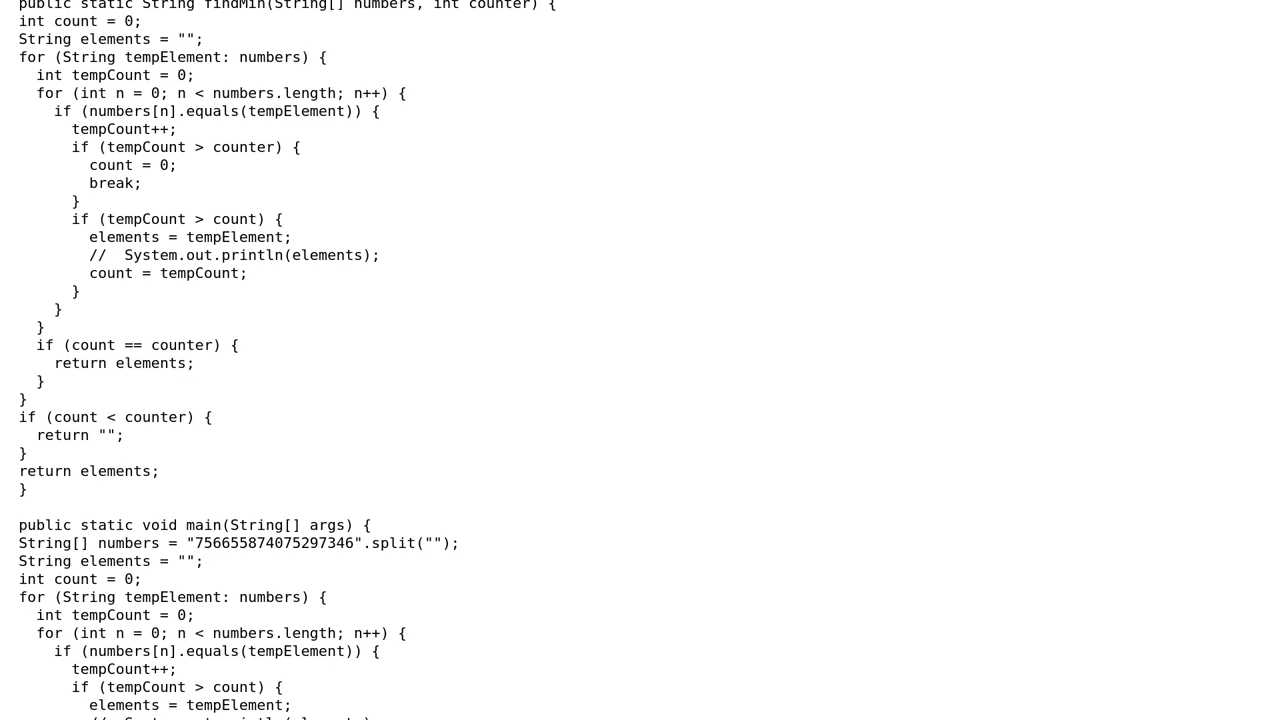 public static String findMin(String[] numbers, int counter) {
int count = 0;
String elements = "";
for (String tempElement: numbers) {
  int tempCount = 0;
  for (int n = 0; n < numbers.length; n++) {
    if (numbers[n].equals(tempElement)) {
      tempCount++;
      if (tempCount > counter) {
        count = 0;
        break;
      }
      if (tempCount > count) {
        elements = tempElement;
        //  System.out.println(elements);
        count = tempCount;
      }
    }
  }
  if (count == counter) {
    return elements;
  }
}
if (count < counter) {
  return "";
}
return elements;
}

public static void main(String[] args) {
String[] numbers = "756655874075297346".split("");
String elements = "";
int count = 0;
for (String tempElement: numbers) {
  int tempCount = 0;
  for (int n = 0; n < numbers.length; n++) {
    if (numbers[n].equals(tempElement)) {
      tempCount++;
      if (tempCount > count) {
        elements = tempElement;